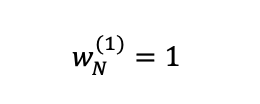 $w_N^{(1)} = 1$